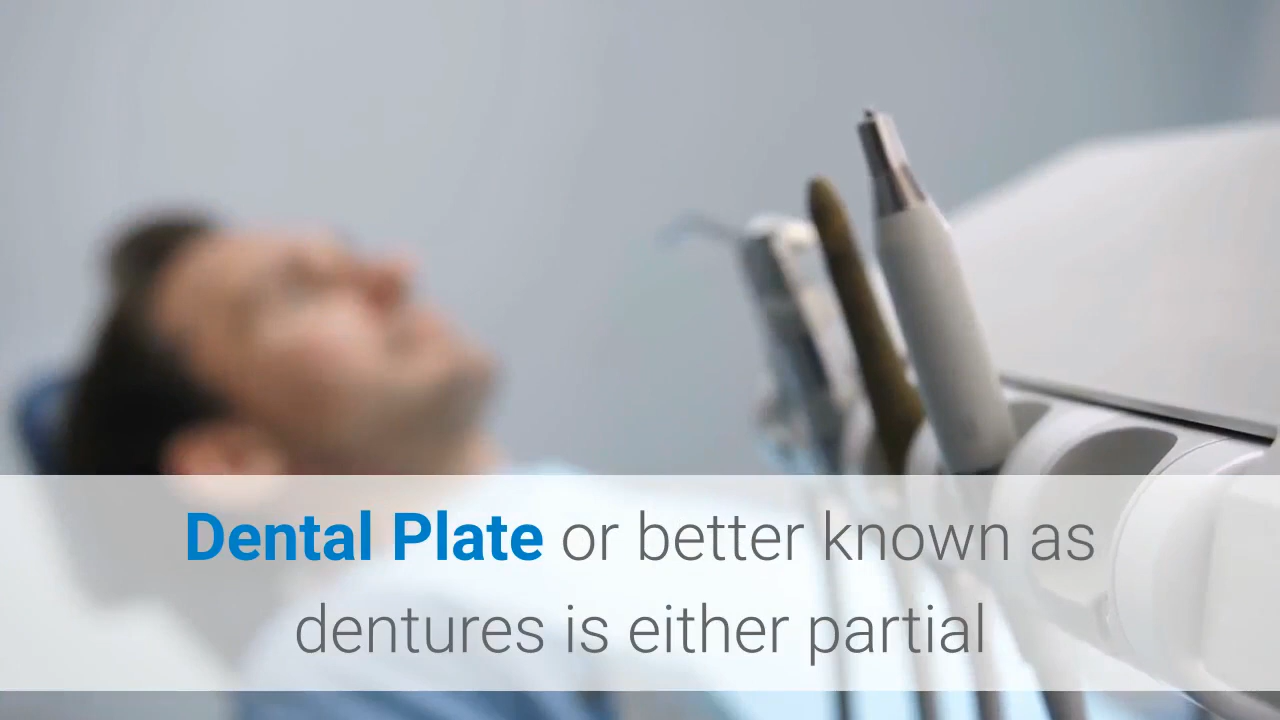 Dental Plate or better known as
dentures is either partial